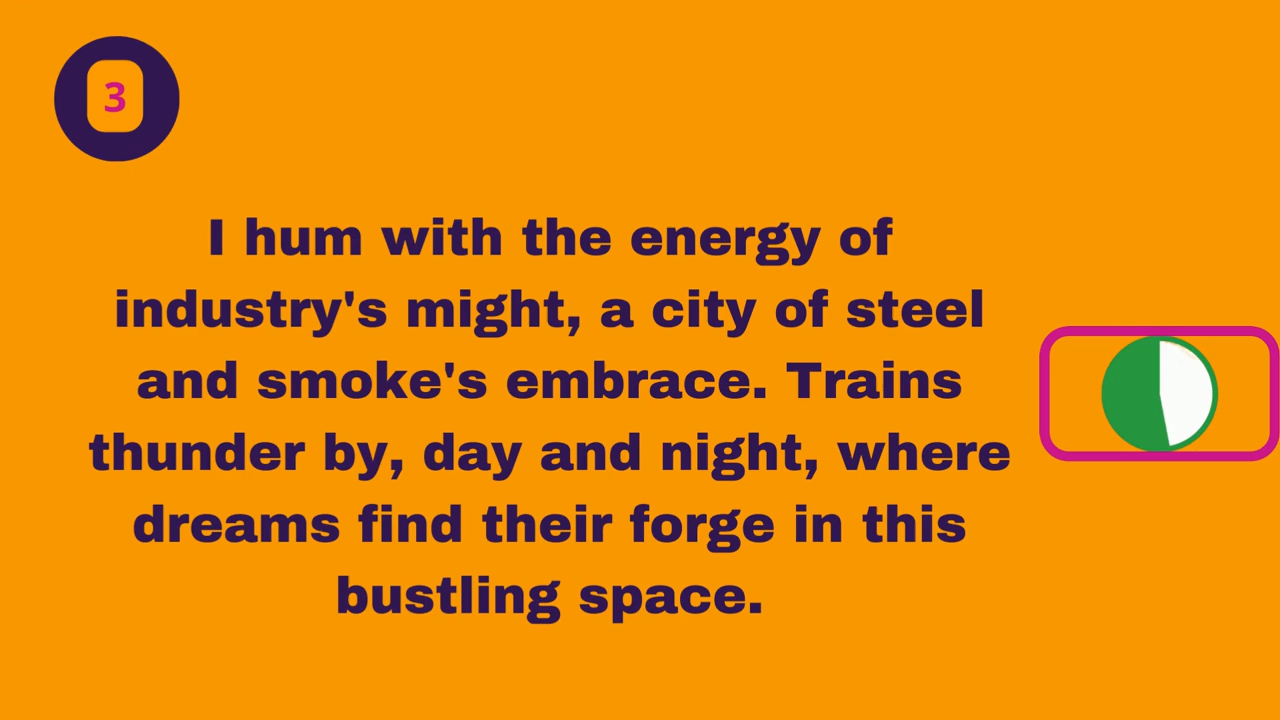 3
I hum with the energy of
industry's might, a city of steel
and smoke's embrace. Trains
thunder by, day and night, where
dreams find their forge in this
bustling space.